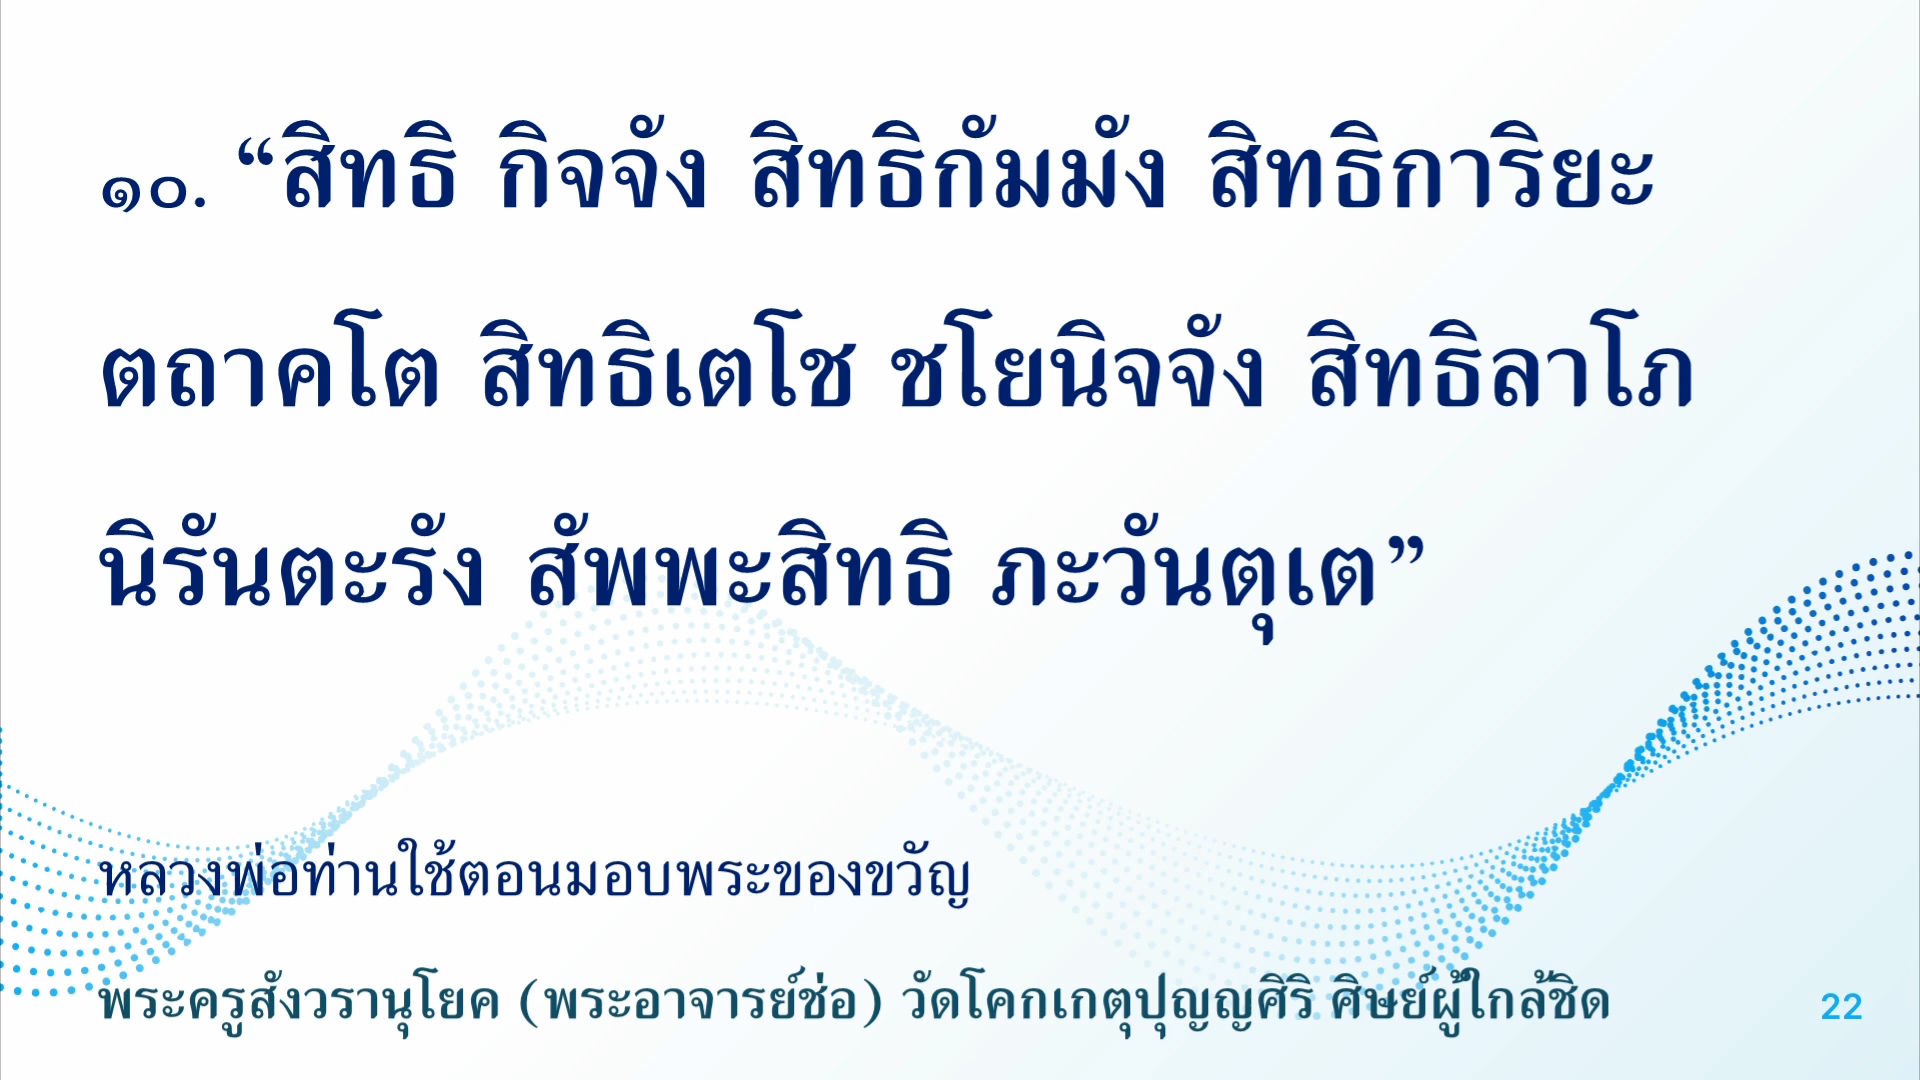 ๑๐. “สิทธิ กิจจัง สิทธิกัมมัง สิทธิการิยะ
ตถาคโต สิทธิเตโช ชโยนิจจัง สิทธิลาโภ
นิรันตะรัง สัพพะสิทธิ ภะวันตุเต”
หลวงพ่อท่านใช้ตอนมอบพระของขวัญ
พระครูสังวรานุโยค (พระอาจารย์ช่อ) วัดโคกเกตุปุญญศิริ ศิษย์ผู้ใกล้ชิด
22